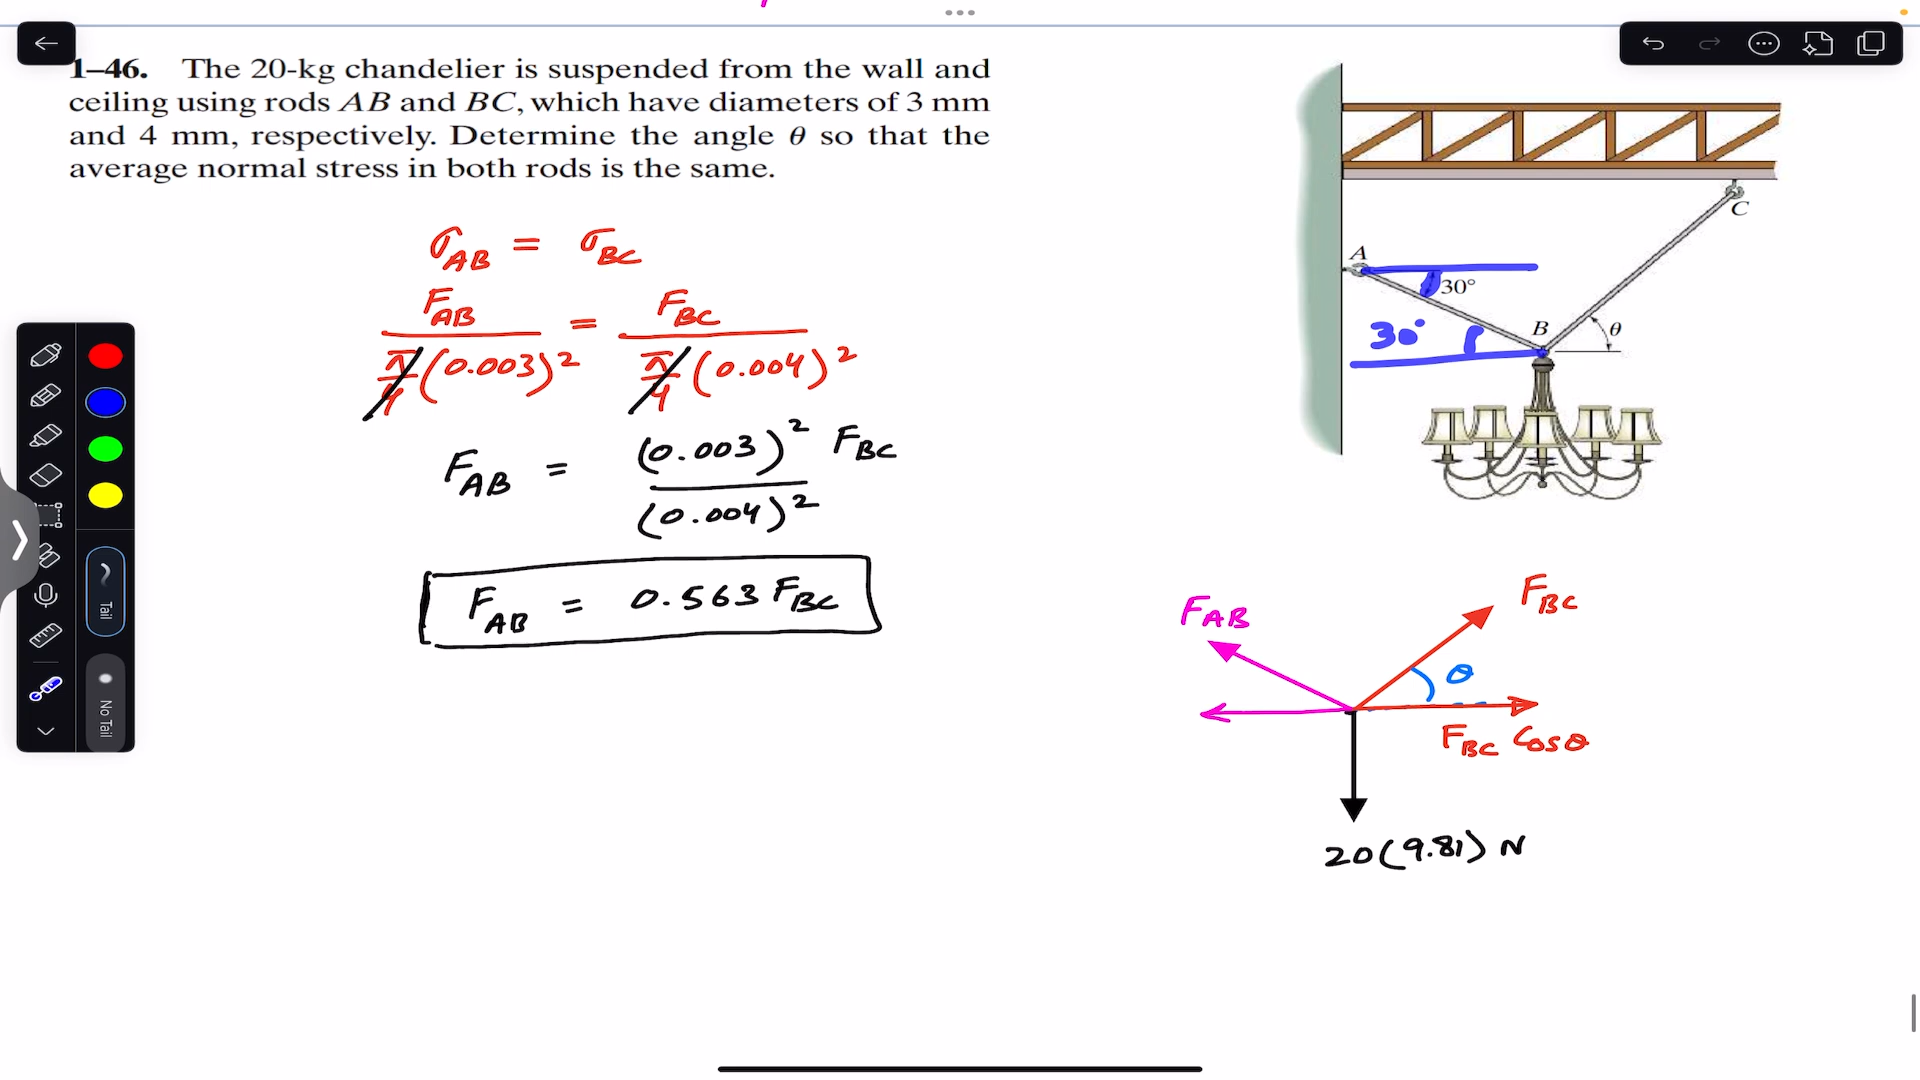 1–46. The 20-kg chandelier is suspended from the wall and
ceiling using rods AB and BC, which have diameters of 3 mm
and 4 mm, respectively. Determine the angle θ so that the
average normal stress in both rods is the same.
σAB = σBC
FAB / π/4 (0.003)² = FBC / π/4 (0.004)²
FAB = (0.003)² FBC / (0.004)²
FAB = 0.563 FBC
C
A
30°
30°
B
θ
FAB
FBC
θ
FBC Cosθ
20(9.81) N
Tail
No Tail